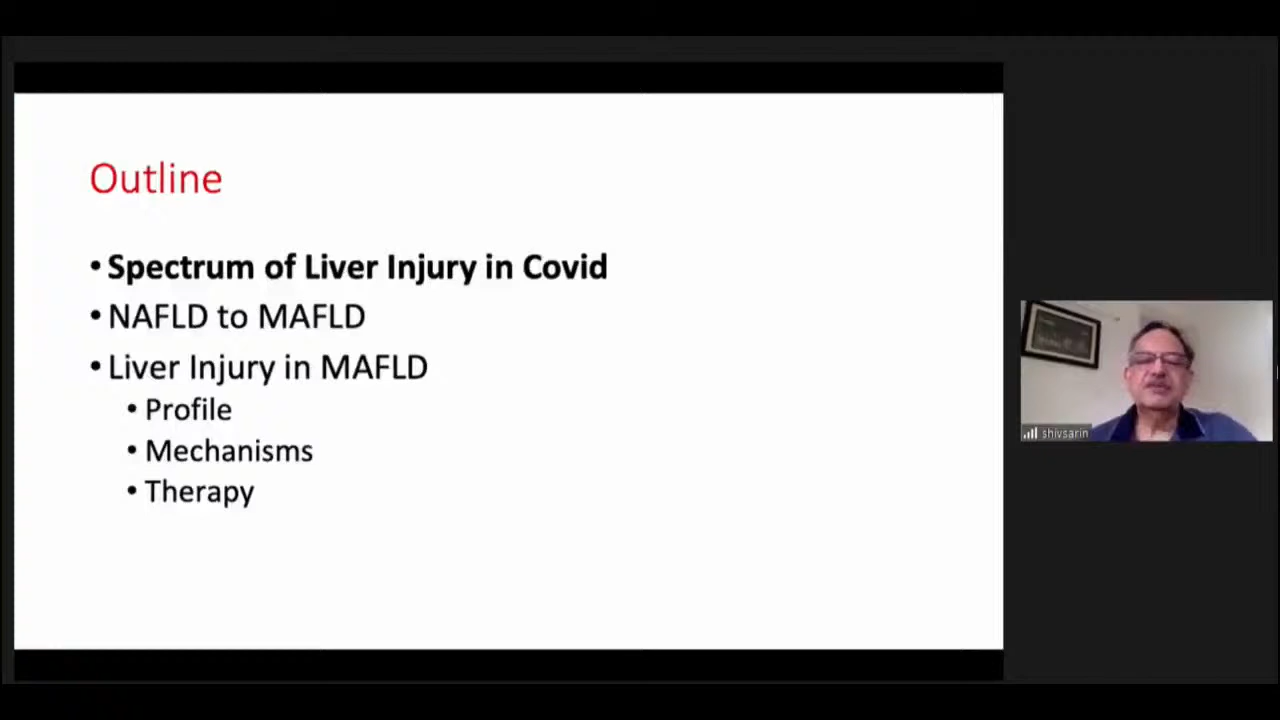 Outline
• Spectrum of Liver Injury in Covid
• NAFLD to MAFLD
• Liver Injury in MAFLD
• Profile
• Mechanisms
• Therapy
shivsarin